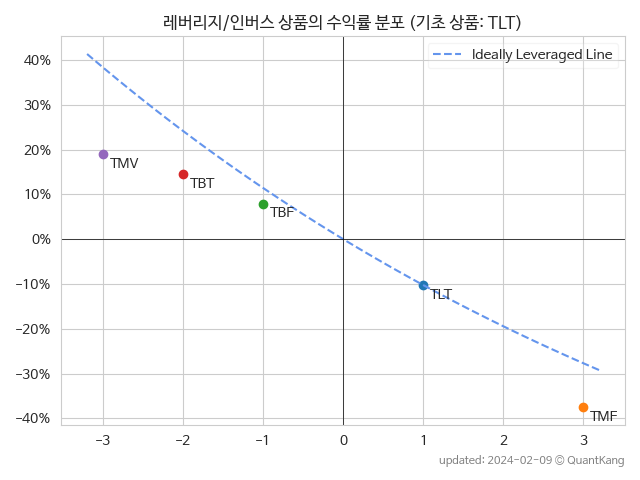 레버리지/인버스 상품의 수익률 분포 (기초 상품: TLT)
Ideally Leveraged Line
40%
30%
20%
10%
0%
−10%
−20%
−30%
−40%
TMV
TBT
TBF
TLT
TMF
−3
−2
−1
0
1
2
3
updated: 2024-02-09 © QuantKang